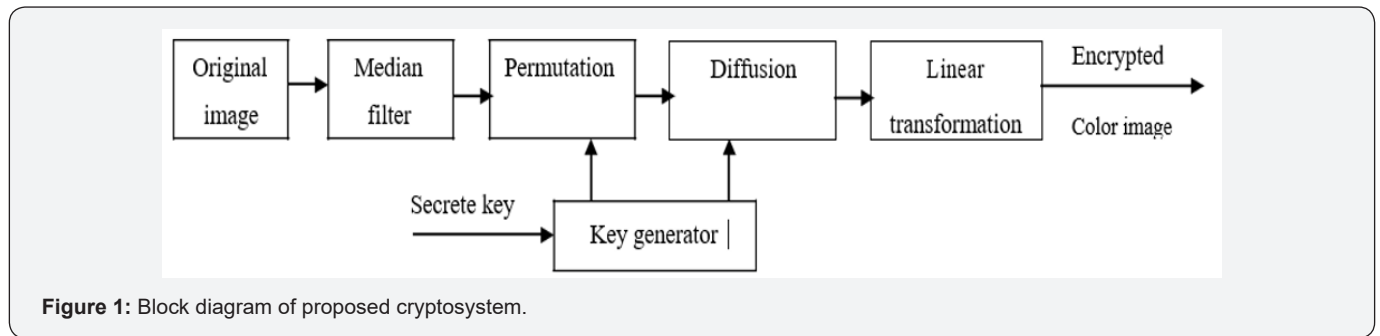 Original
image
Median
filter
Permutation
Diffusion
Linear
transformation
Encrypted
Color image
Secrete key
Key generator
Figure 1: Block diagram of proposed cryptosystem.